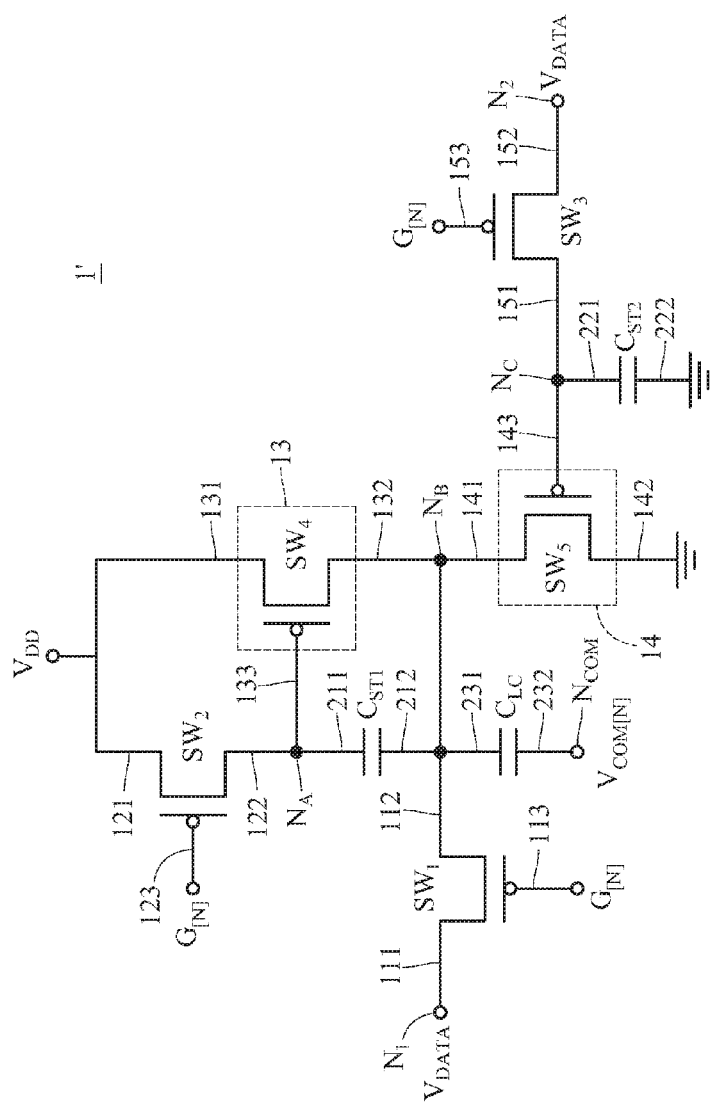 1'
V_DD
121
SW_2
122
123
G_[N]
N_A
131
13
SW_4
132
133
211
C_ST1
212
N_B
141
SW_5
142
14
143
N_C
151
SW_3
152
N_2
V_DATA
153
G_[N]
221
C_ST2
222
231
C_LC
232
N_COM
V_COM[N]
112
SW_1
111
N_1
V_DATA
113
G_[N]